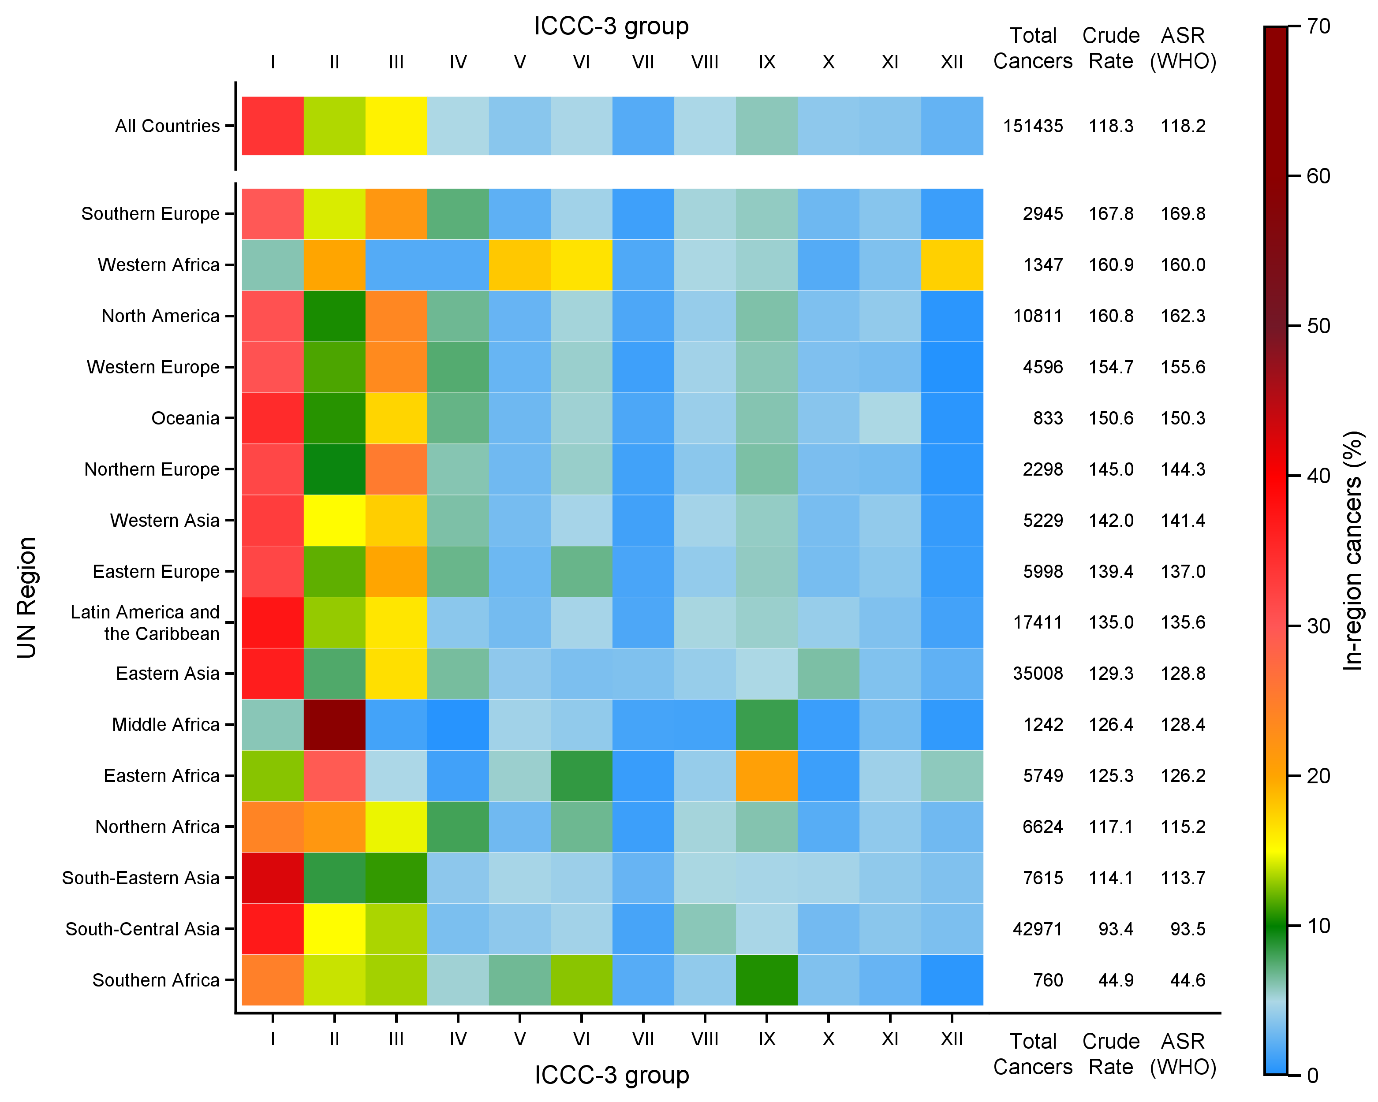 ICCC-3 group
I II III IV V VI VII VIII IX X XI XII
Total Cancers Crude Rate ASR (WHO)
All Countries 151435 118.3 118.2
Southern Europe 2945 167.8 169.8
Western Africa 1347 160.9 160.0
North America 10811 160.8 162.3
Western Europe 4596 154.7 155.6
Oceania 833 150.6 150.3
Northern Europe 2298 145.0 144.3
Western Asia 5229 142.0 141.4
Eastern Europe 5998 139.4 137.0
Latin America and
the Caribbean 17411 135.0 135.6
Eastern Asia 35008 129.3 128.8
Middle Africa 1242 126.4 128.4
Eastern Africa 5749 125.3 126.2
Northern Africa 6624 117.1 115.2
South-Eastern Asia 7615 114.1 113.7
South-Central Asia 42971 93.4 93.5
Southern Africa 760 44.9 44.6
UN Region
I II III IV V VI VII VIII IX X XI XII
Total Cancers Crude Rate ASR (WHO)
ICCC-3 group
70
60
50
40
30
20
10
0
In-region cancers (%)